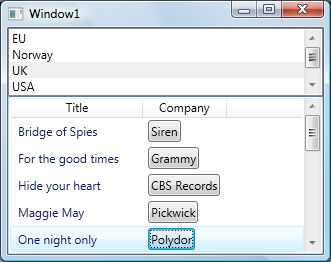 Window1
EU
Norway
UK
USA
Title Company
Bridge of Spies Siren
For the good times Grammy
Hide your heart CBS Records
Maggie May Pickwick
One night only Polydor